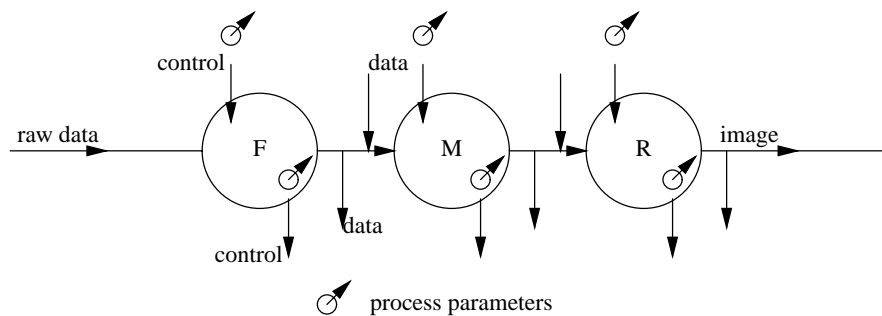 control
data
raw data
F
M
R
image
data
control
process parameters